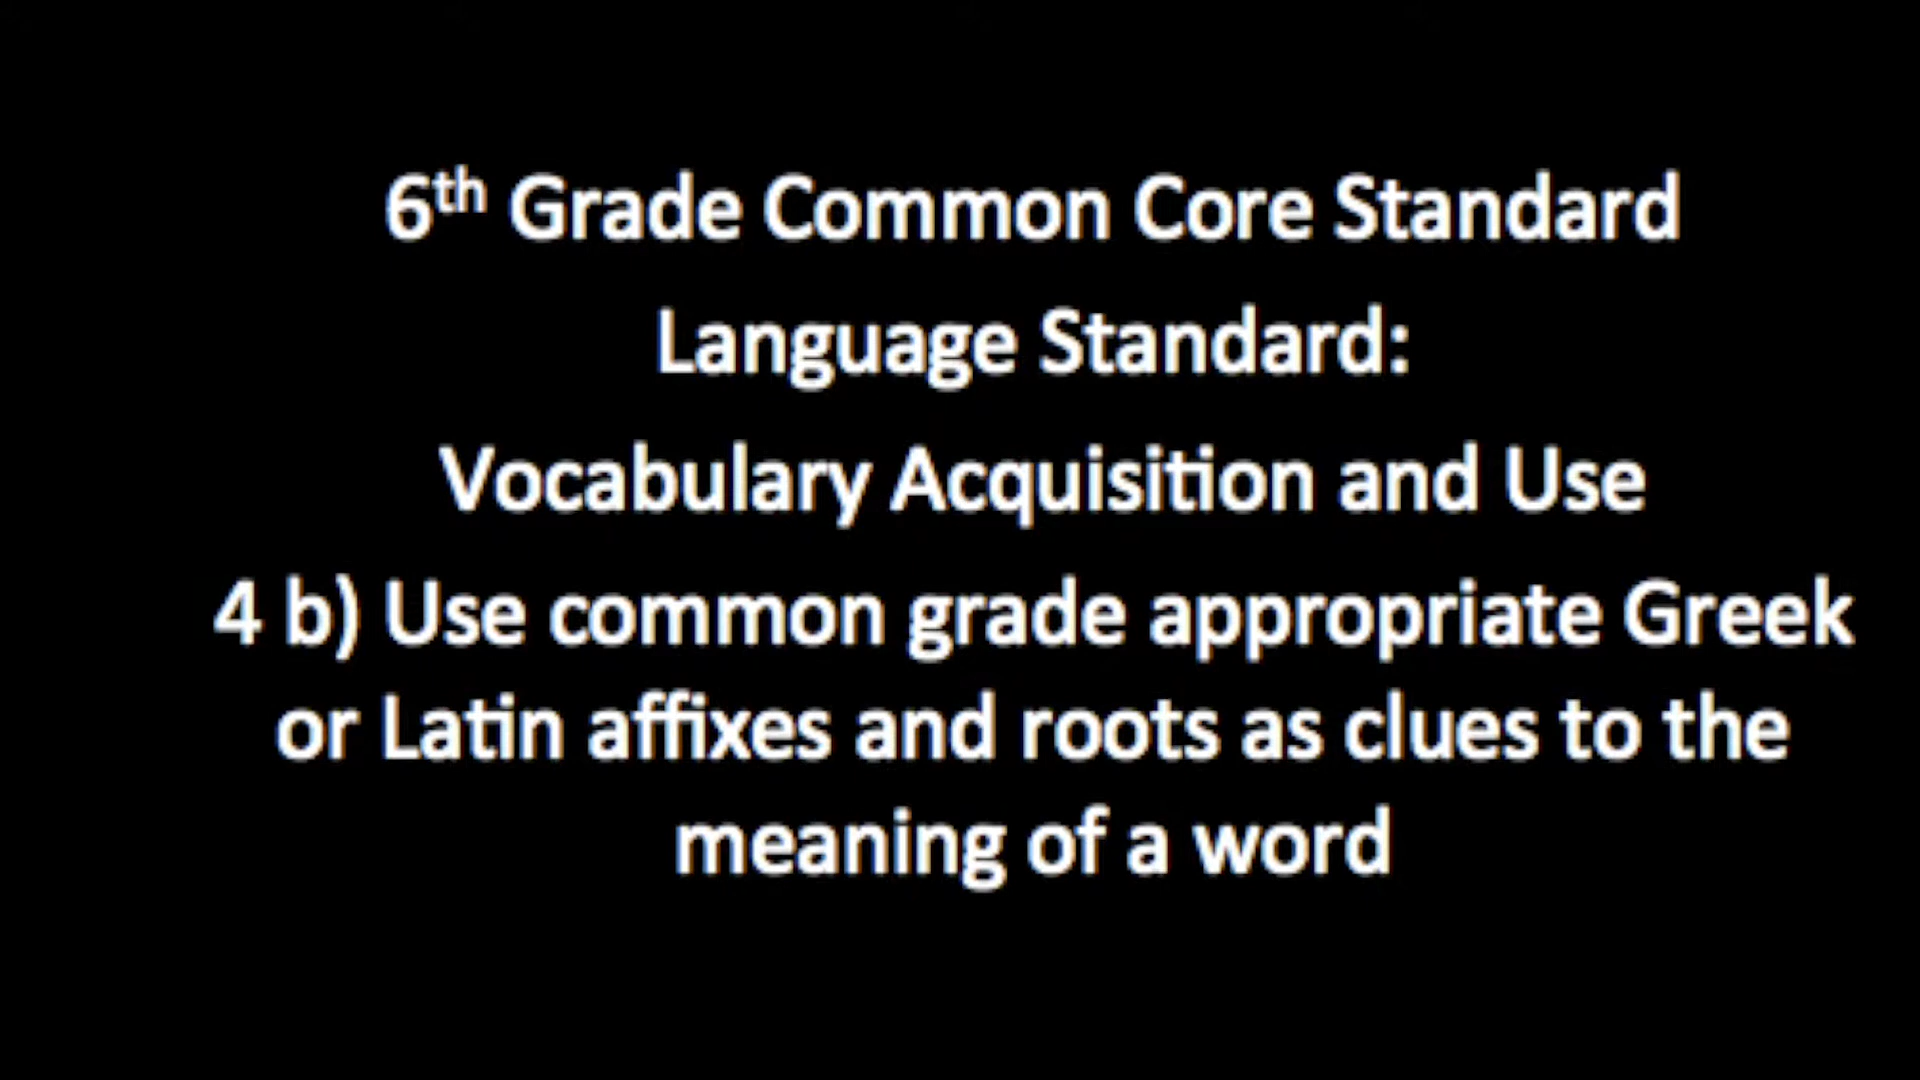 6th Grade Common Core Standard
Language Standard:
Vocabulary Acquisition and Use
4 b) Use common grade appropriate Greek
or Latin affixes and roots as clues to the
meaning of a word